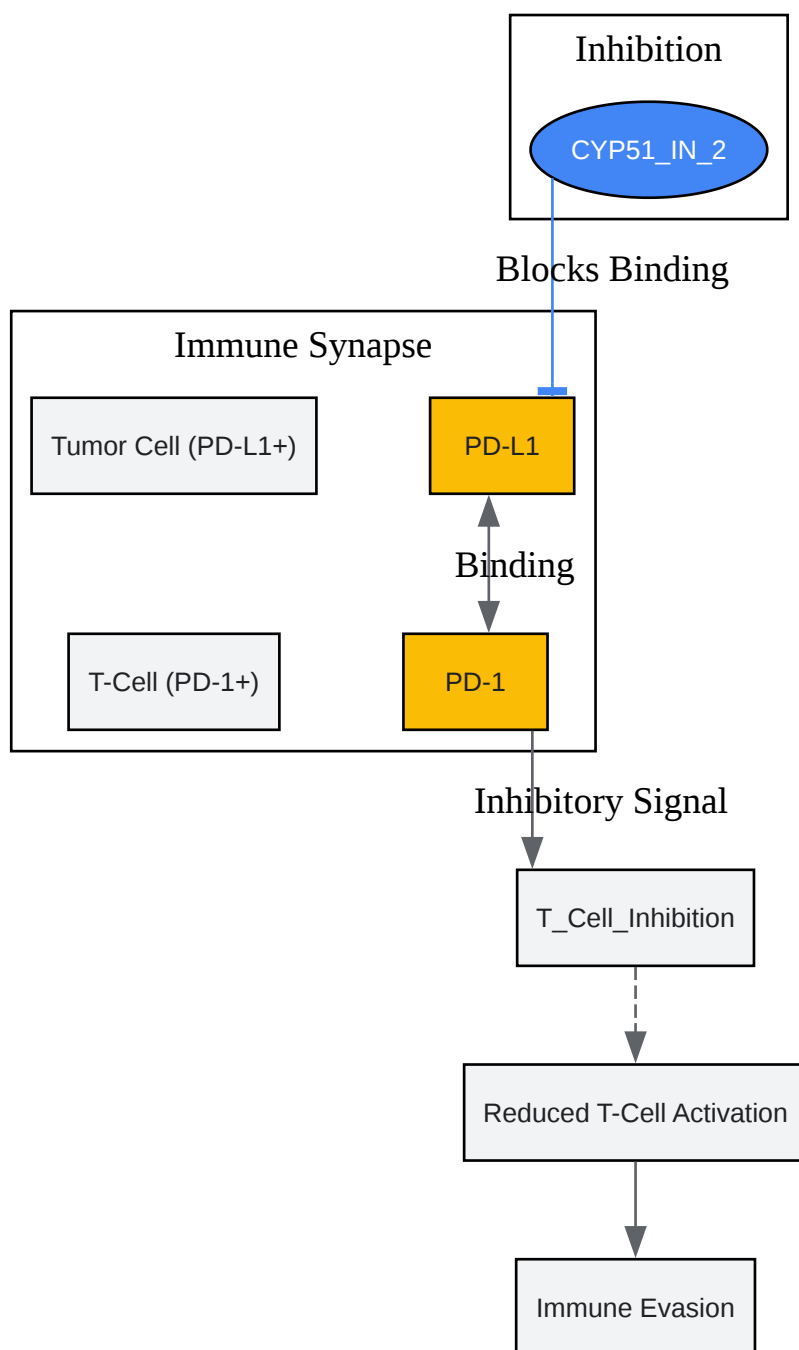 Inhibition
CYP51_IN_2
Blocks Binding
Immune Synapse
Tumor Cell (PD-L1+)
PD-L1
Binding
T-Cell (PD-1+)
PD-1
Inhibitory Signal
T_Cell_Inhibition
Reduced T-Cell Activation
Immune Evasion